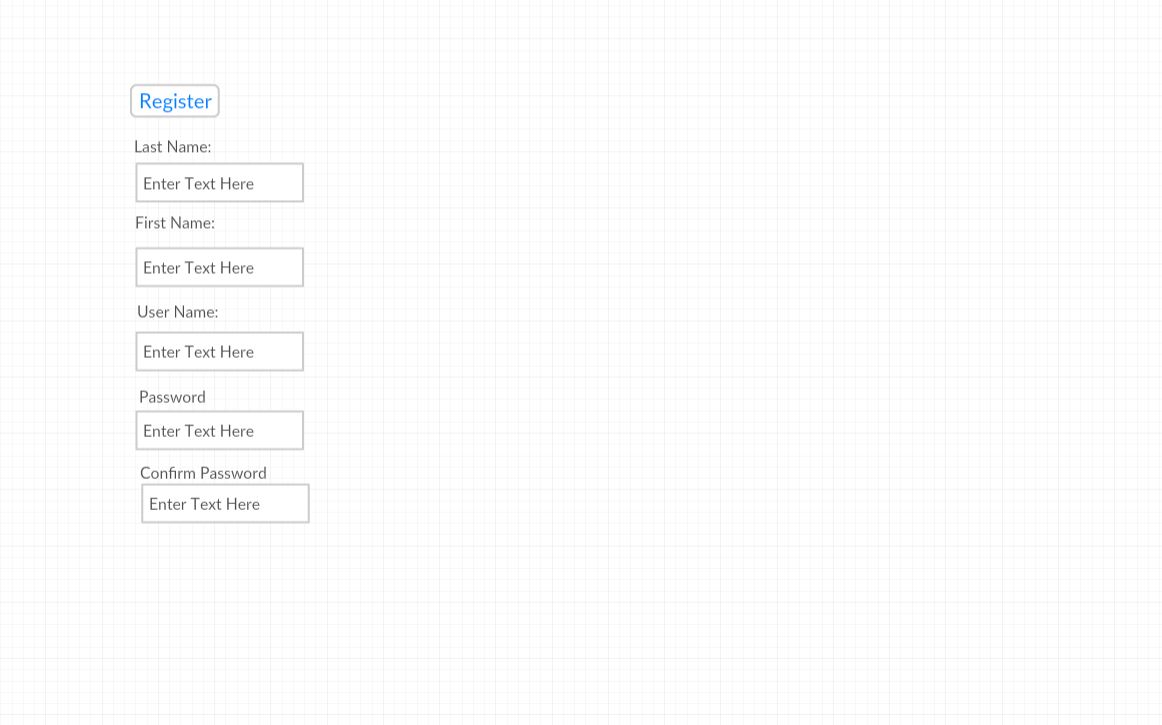 Register
Last Name:
Enter Text Here
First Name:
Enter Text Here
User Name:
Enter Text Here
Password
Enter Text Here
Confirm Password
Enter Text Here